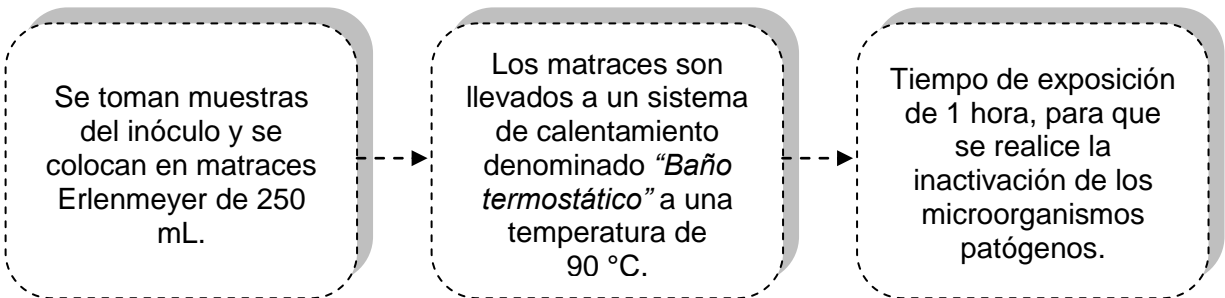 Se toman muestras
del inóculo y se
colocan en matraces
Erlenmeyer de 250
mL.
Los matraces son
llevados a un sistema
de calentamiento
denominado “Baño
termostático” a una
temperatura de
90 °C.
Tiempo de exposición
de 1 hora, para que
se realice la
inactivación de los
microorganismos
patógenos.